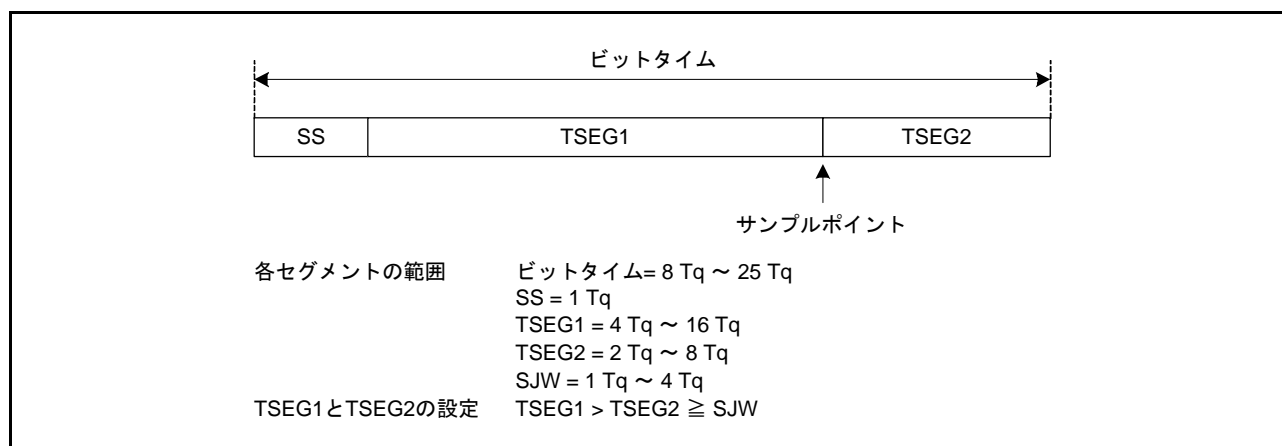 ビットタイム
SS TSEG1 TSEG2
サンプルポイント
各セグメントの範囲 ビットタイム= 8 Tq ～ 25 Tq
SS = 1 Tq
TSEG1 = 4 Tq ～ 16 Tq
TSEG2 = 2 Tq ～ 8 Tq
SJW = 1 Tq ～ 4 Tq
TSEG1とTSEG2の設定 TSEG1 > TSEG2 ≧ SJW